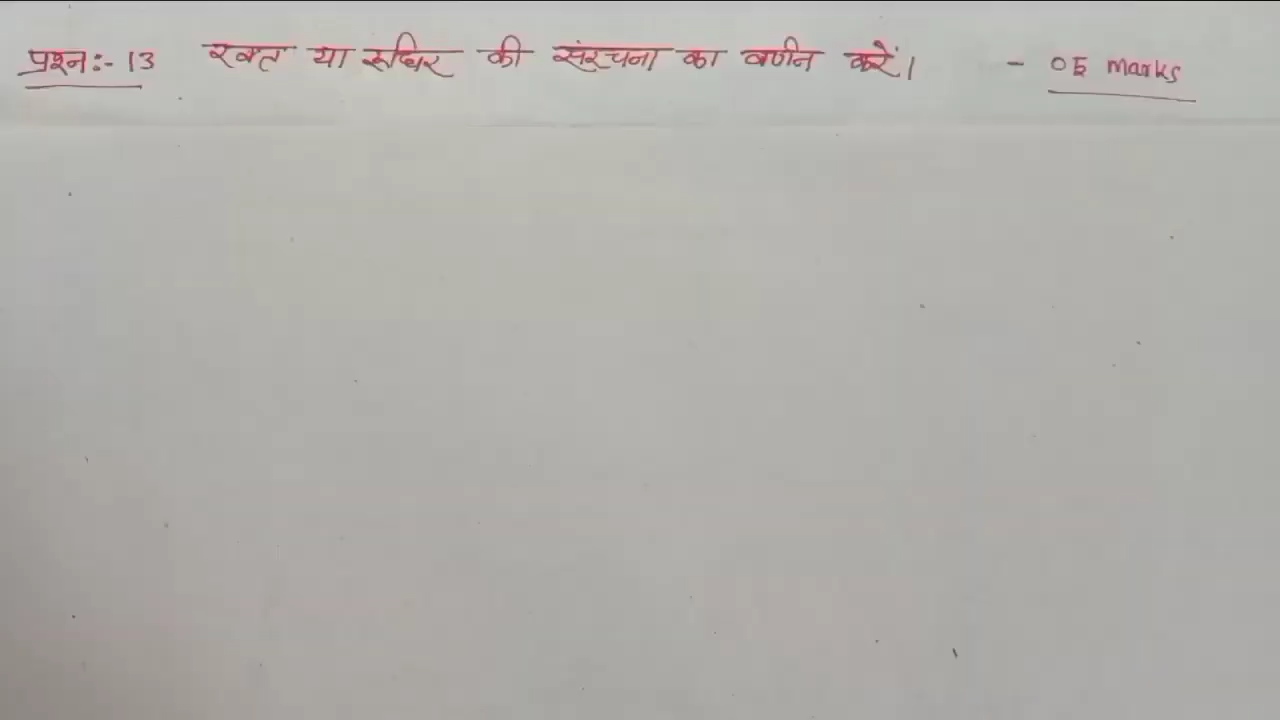 प्रश्नः- 13 रक्त या रूधिर की संरचना का वर्णन करें। - 05 marks